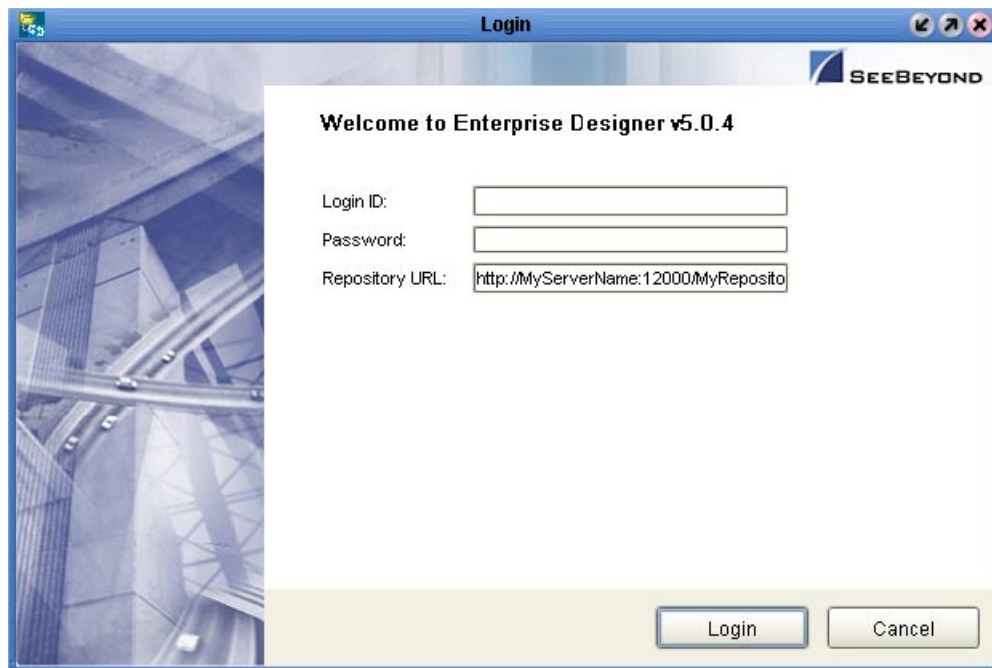 Login
SEEBEYOND
Welcome to Enterprise Designer v5.0.4
Login ID:
Password:
Repository URL: http://MyServerName:12000/MyReposito
Login
Cancel